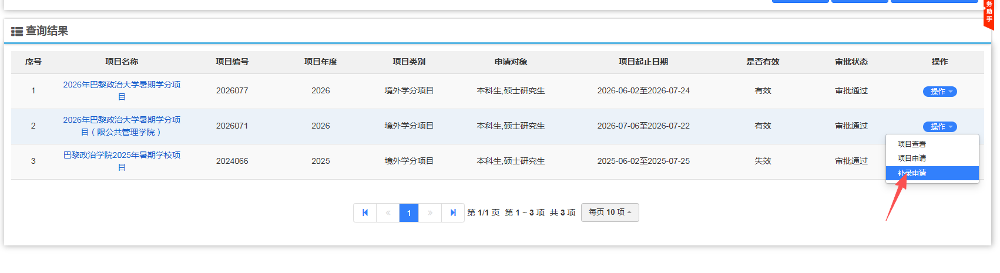 务助手
查询结果
序号 项目名称 项目编号 项目年度 项目类别 申请对象 项目起止日期 是否有效 审批状态 操作
1 2026年巴黎政治大学暑期学分项目 2026077 2026 境外学分项目 本科生,硕士研究生 2026-06-02至2026-07-24 有效 审批通过 操作
2 2026年巴黎政治大学暑期学分项目（限公共管理学院） 2026071 2026 境外学分项目 本科生,硕士研究生 2026-07-06至2026-07-22 有效 审批通过 操作
项目查看
项目申请
补录申请
3 巴黎政治学院2025年暑期学校项目 2024066 2025 境外学分项目 本科生,硕士研究生 2025-06-02至2025-07-25 失效 审批通过
« 1 » 第 1/1 页 第 1 ~ 3 项 共 3 项 每页 10 项